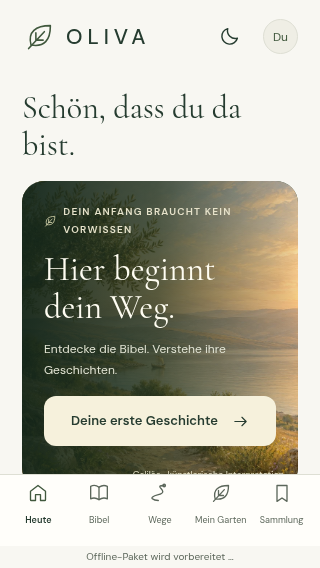 OLIVA
Du
Schön, dass du da
bist.
DEIN ANFANG BRAUCHT KEIN
VORWISSEN
Hier beginnt
dein Weg.
Entdecke die Bibel. Verstehe ihre
Geschichten.
Deine erste Geschichte →
Heute Bibel Wege Mein Garten Sammlung
Offline-Paket wird vorbereitet …